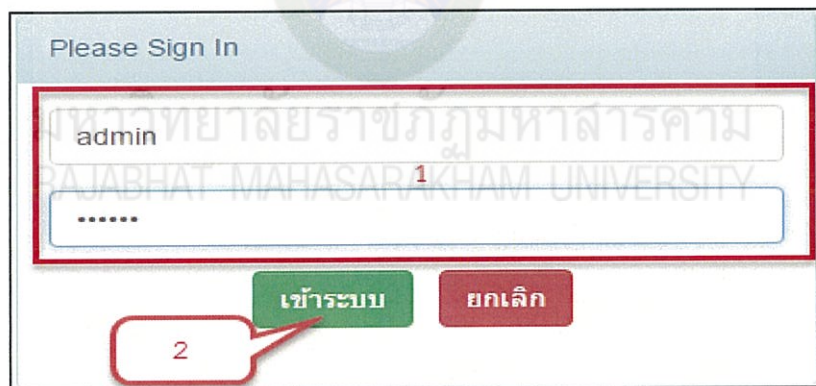 Please Sign In
มหาวิทยาลัยราชภัฏมหาสารคาม
admin
1
RAJABHAT MAHASARAKHAM UNIVERSITY
••••••
เข้าระบบ ยกเลิก
2